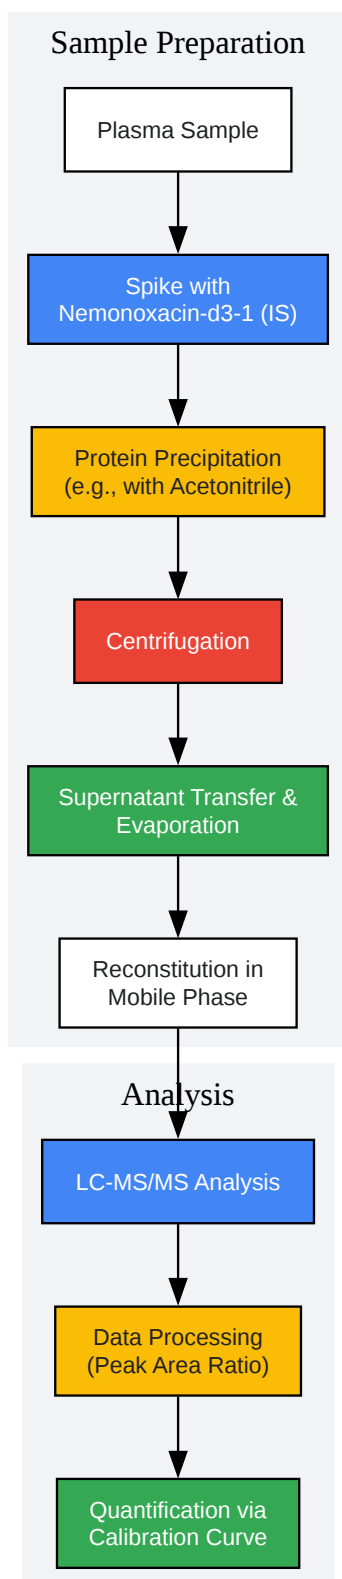 Sample Preparation
Plasma Sample
Spike with
Nemonoxacin-d3-1 (IS)
Protein Precipitation
(e.g., with Acetonitrile)
Centrifugation
Supernatant Transfer &
Evaporation
Reconstitution in
Mobile Phase
Analysis
LC-MS/MS Analysis
Data Processing
(Peak Area Ratio)
Quantification via
Calibration Curve